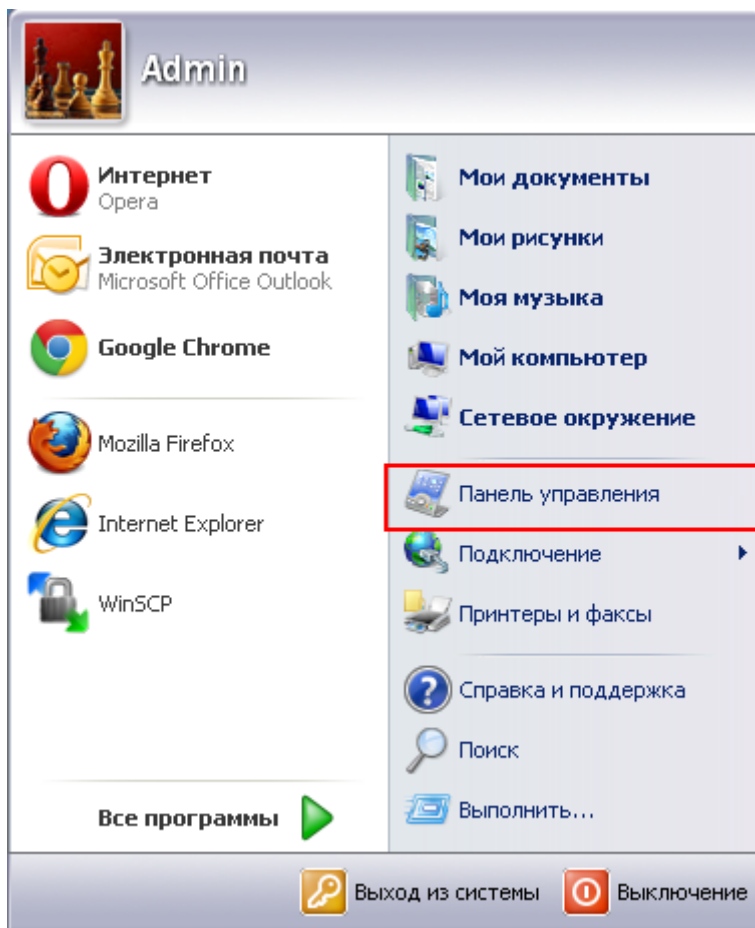 Admin
Интернет
Opera
Электронная почта
Microsoft Office Outlook
Google Chrome
Mozilla Firefox
Internet Explorer
WinSCP
Все программы
Мои документы
Мои рисунки
Моя музыка
Мой компьютер
Сетевое окружение
Панель управления
Подключение
Принтеры и факсы
Справка и поддержка
Поиск
Выполнить...
Выход из системы
Выключение